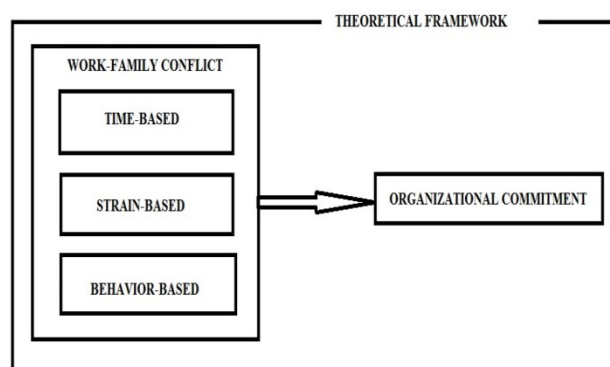 THEORETICAL FRAMEWORK
WORK-FAMILY CONFLICT
TIME-BASED
STRAIN-BASED
ORGANIZATIONAL COMMITMENT
BEHAVIOR-BASED